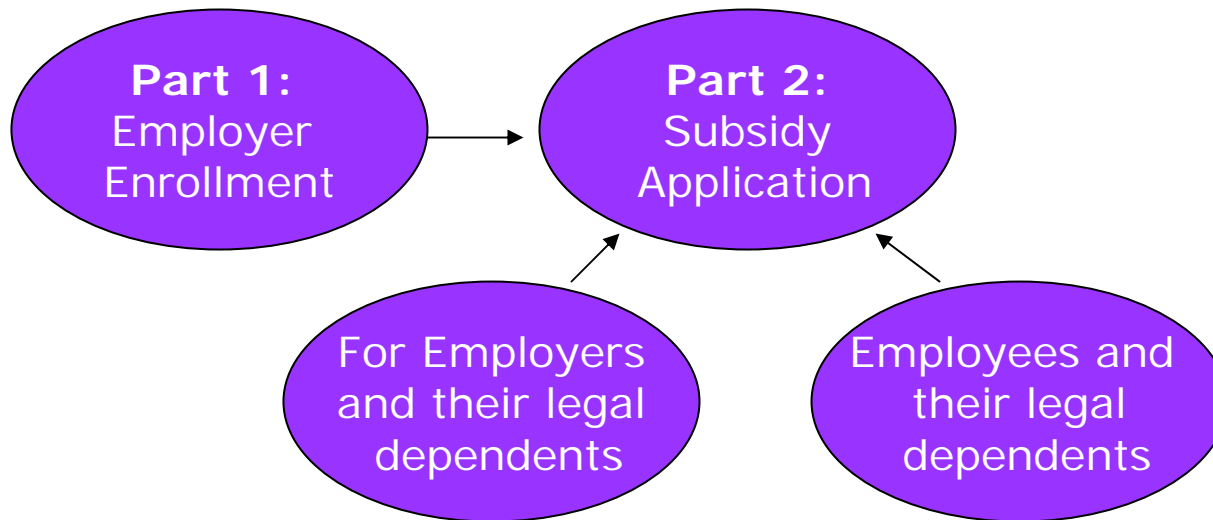 Part 1:
Employer
Enrollment
Part 2:
Subsidy
Application
For Employers
and their legal
dependents
Employees and
their legal
dependents